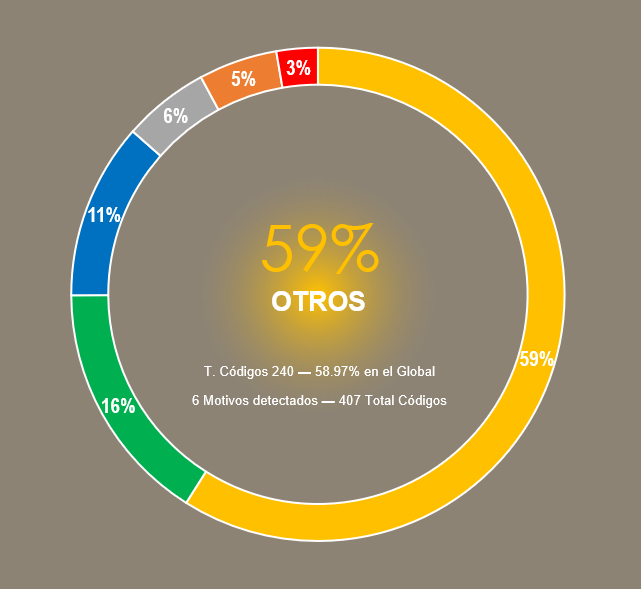 3%
5%
6%
11%
59%
OTROS
59%
T. Códigos 240 — 58.97% en el Global
6 Motivos detectados — 407 Total Códigos
16%